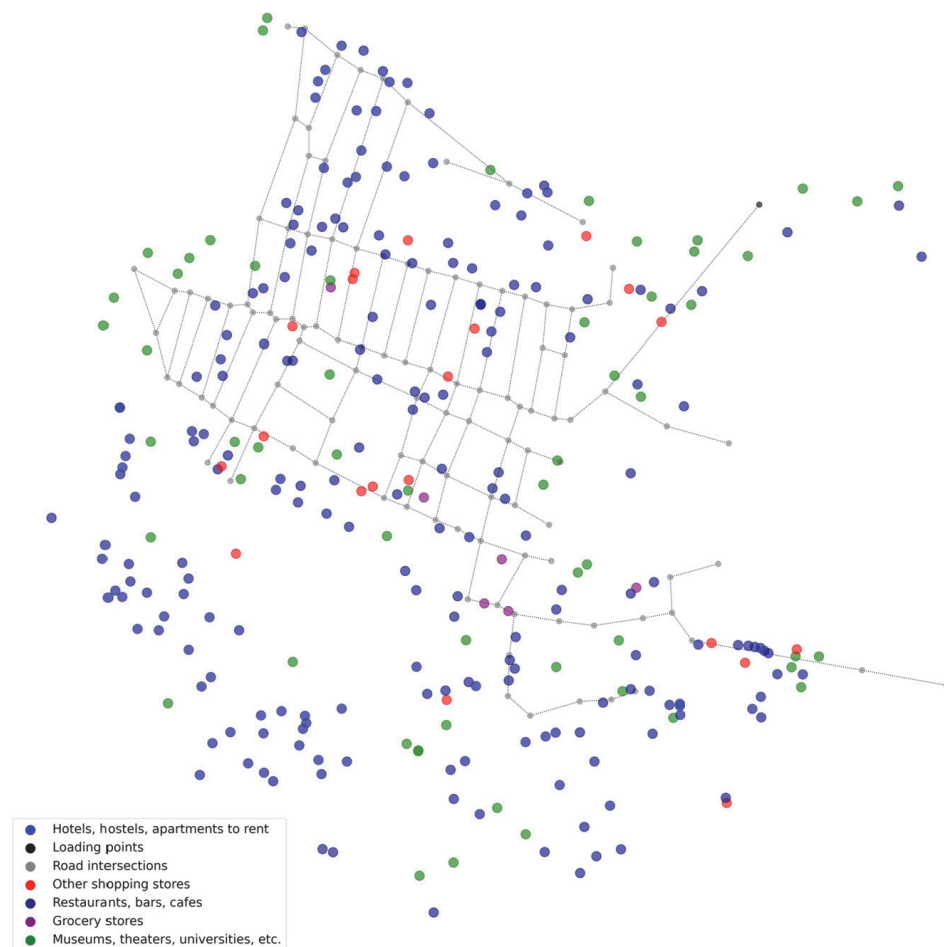 Hotels, hostels, apartments to rent
Loading points
Road intersections
Other shopping stores
Restaurants, bars, cafes
Grocery stores
Museums, theaters, universities, etc.